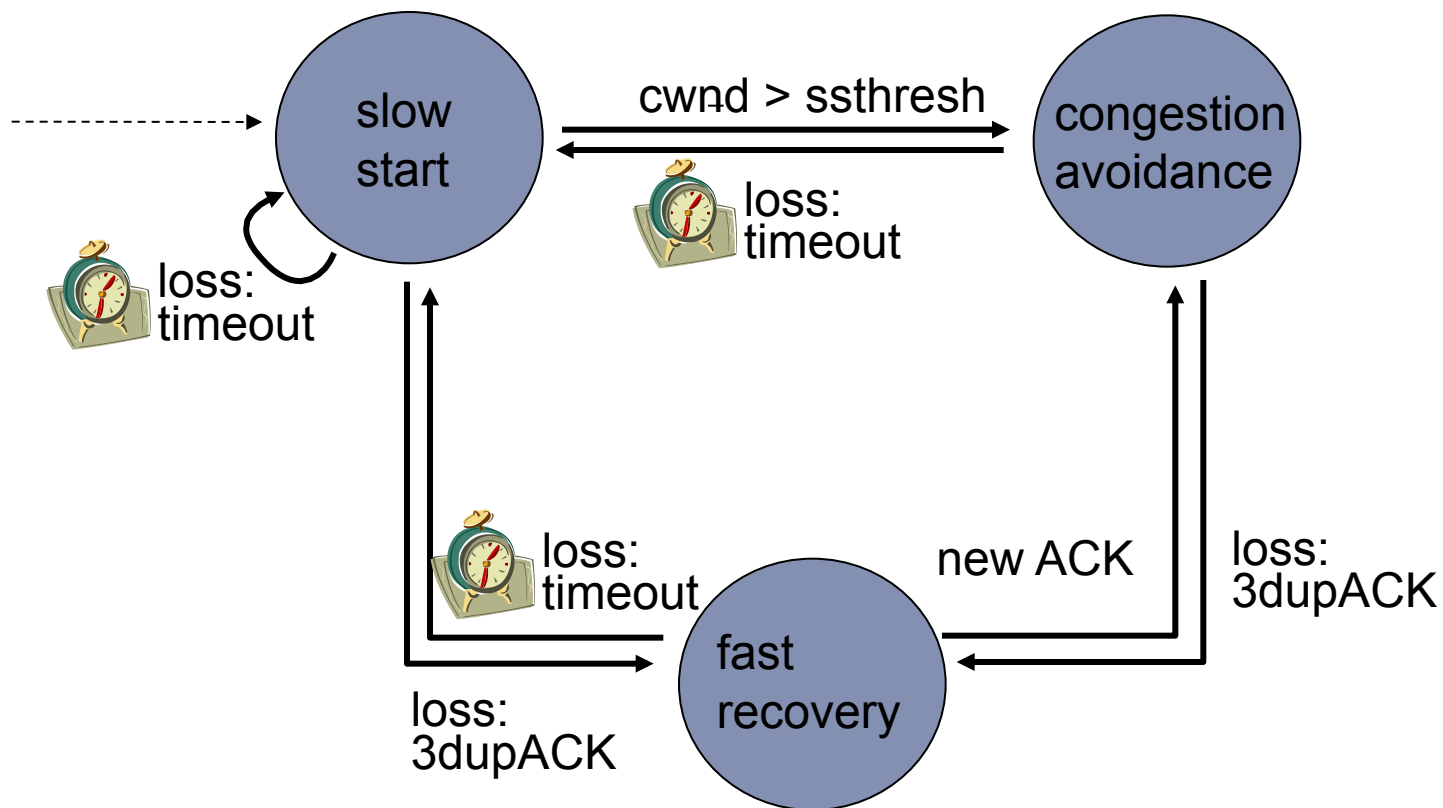 slow
start
cwnd > ssthresh
congestion
avoidance
loss:
timeout
loss:
timeout
loss:
timeout
new ACK
loss:
3dupACK
fast
recovery
loss:
3dupACK